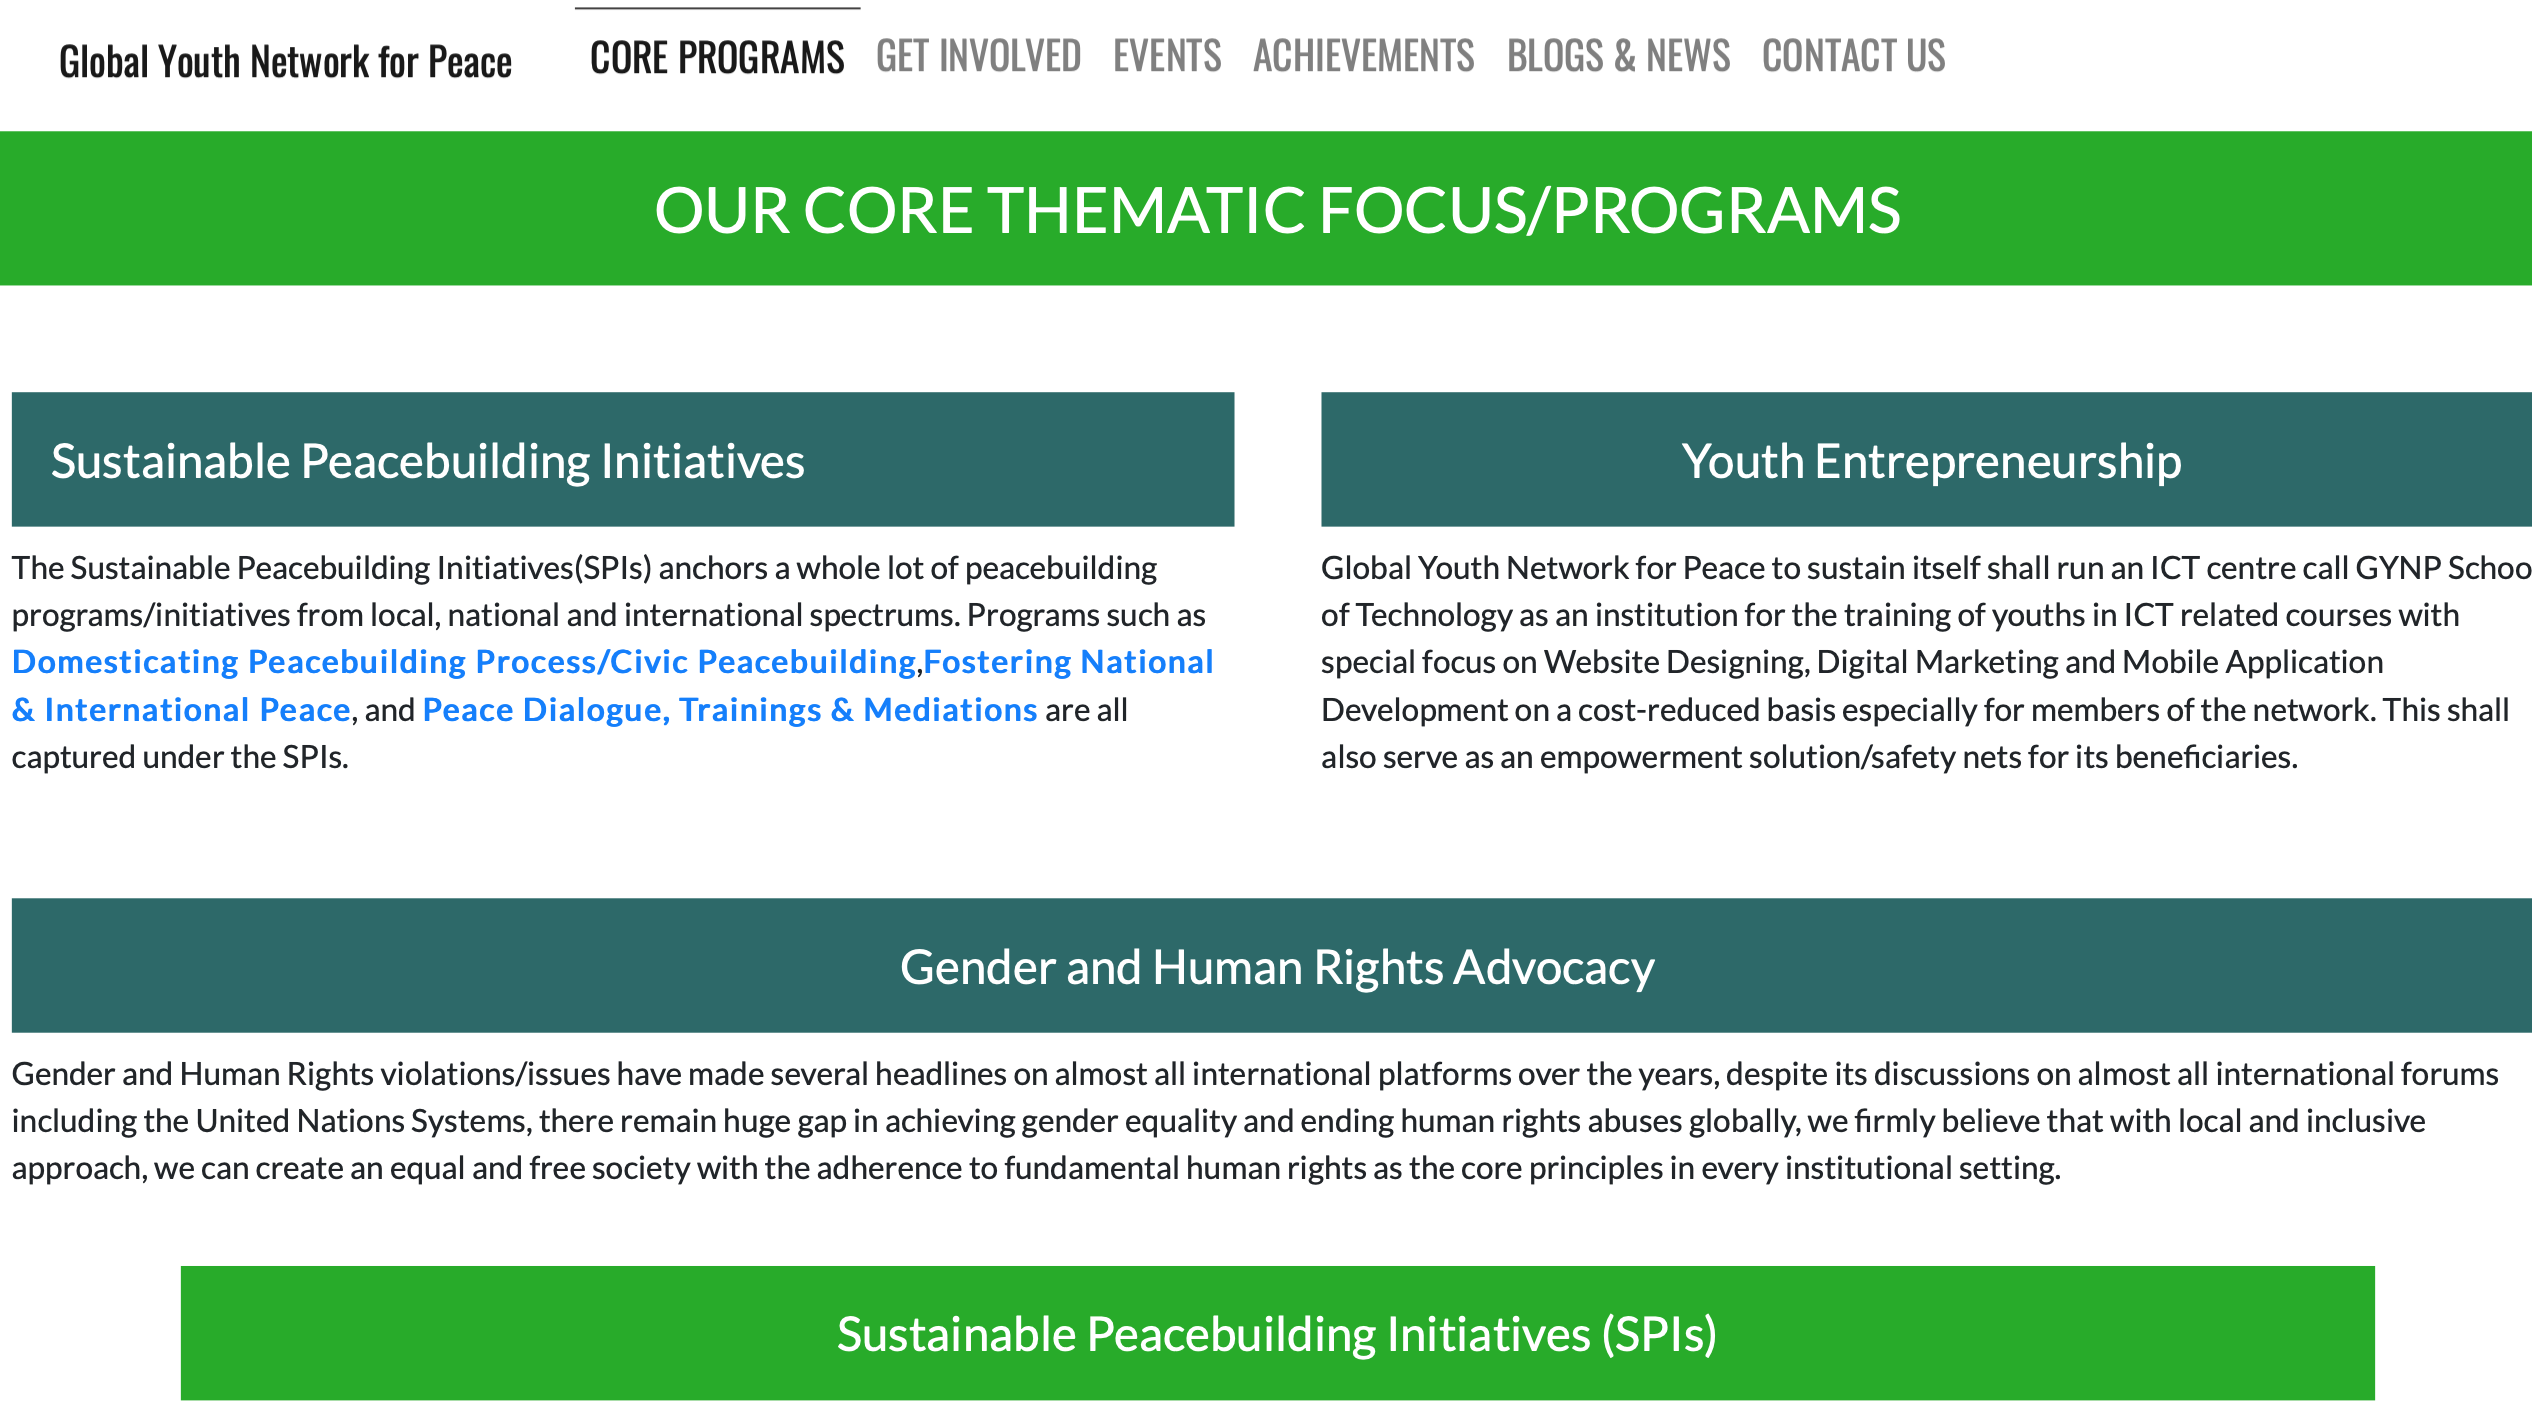 Global Youth Network for Peace
CORE PROGRAMS GET INVOLVED EVENTS ACHIEVEMENTS BLOGS & NEWS CONTACT US
OUR CORE THEMATIC FOCUS/PROGRAMS
Sustainable Peacebuilding Initiatives
The Sustainable Peacebuilding Initiatives(SPIs) anchors a whole lot of peacebuilding
programs/initiatives from local, national and international spectrums. Programs such as
Domesticating Peacebuilding Process/Civic Peacebuilding,Fostering National
& International Peace, and Peace Dialogue, Trainings & Mediations are all
captured under the SPIs.
Youth Entrepreneurship
Global Youth Network for Peace to sustain itself shall run an ICT centre call GYNP Schoo
of Technology as an institution for the training of youths in ICT related courses with
special focus on Website Designing, Digital Marketing and Mobile Application
Development on a cost-reduced basis especially for members of the network. This shall
also serve as an empowerment solution/safety nets for its beneficiaries.
Gender and Human Rights Advocacy
Gender and Human Rights violations/issues have made several headlines on almost all international platforms over the years, despite its discussions on almost all international forums
including the United Nations Systems, there remain huge gap in achieving gender equality and ending human rights abuses globally, we firmly believe that with local and inclusive
approach, we can create an equal and free society with the adherence to fundamental human rights as the core principles in every institutional setting.
Sustainable Peacebuilding Initiatives (SPIs)